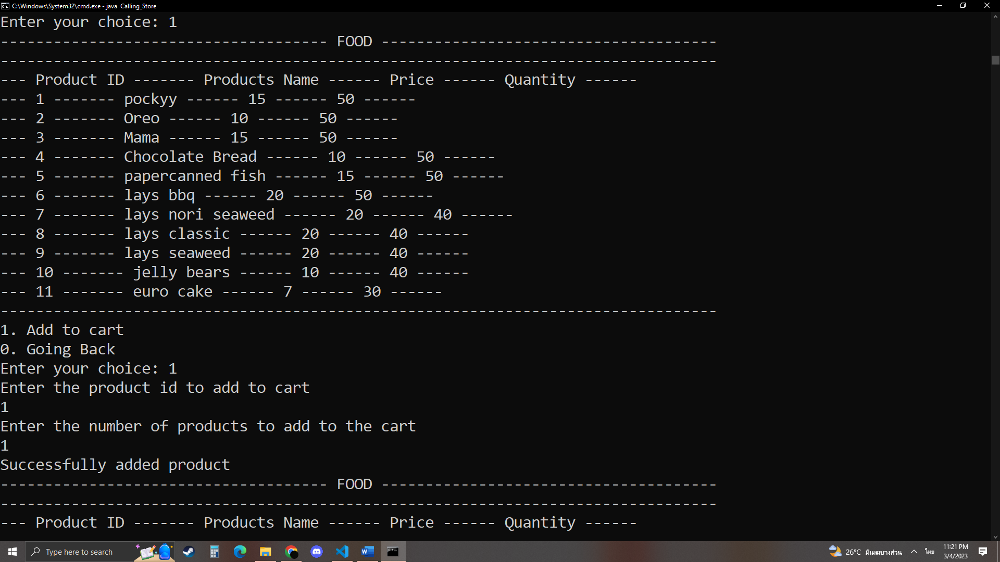 C:\Windows\System32\cmd.exe - java  Calling_Store
Enter your choice: 1
------------------------------------- FOOD --------------------------------------
---------------------------------------------------------------------------------
--- Product ID ------- Products Name ------ Price ------ Quantity ------
--- 1 ------- pockyy ------ 15 ------ 50 ------
--- 2 ------- Oreo ------ 10 ------ 50 ------
--- 3 ------- Mama ------ 15 ------ 50 ------
--- 4 ------- Chocolate Bread ------ 10 ------ 50 ------
--- 5 ------- papercanned fish ------ 15 ------ 50 ------
--- 6 ------- lays bbq ------ 20 ------ 50 ------
--- 7 ------- lays nori seaweed ------ 20 ------ 40 ------
--- 8 ------- lays classic ------ 20 ------ 40 ------
--- 9 ------- lays seaweed ------ 20 ------ 40 ------
--- 10 ------- jelly bears ------ 10 ------ 40 ------
--- 11 ------- euro cake ------ 7 ------ 30 ------
---------------------------------------------------------------------------------
1. Add to cart
0. Going Back
Enter your choice: 1
Enter the product id to add to cart
1
Enter the number of products to add to the cart
1
Successfully added product
------------------------------------- FOOD --------------------------------------
---------------------------------------------------------------------------------
--- Product ID ------- Products Name ------ Price ------ Quantity ------
Type here to search
26°C มีเมฆบางส่วน
ไทย
11:21 PM
3/4/2023